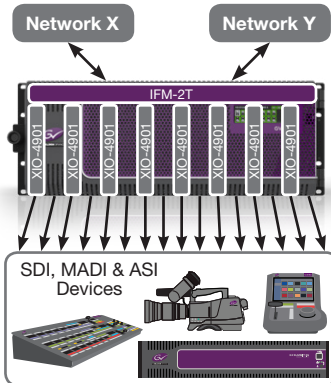 Network X
Network Y
IFM-2T
XIO-4901
XIO-4901
XIO-4901
XIO-4901
XIO-4901
XIO-4901
XIO-4901
XIO-4901
SDI, MADI & ASI
Devices